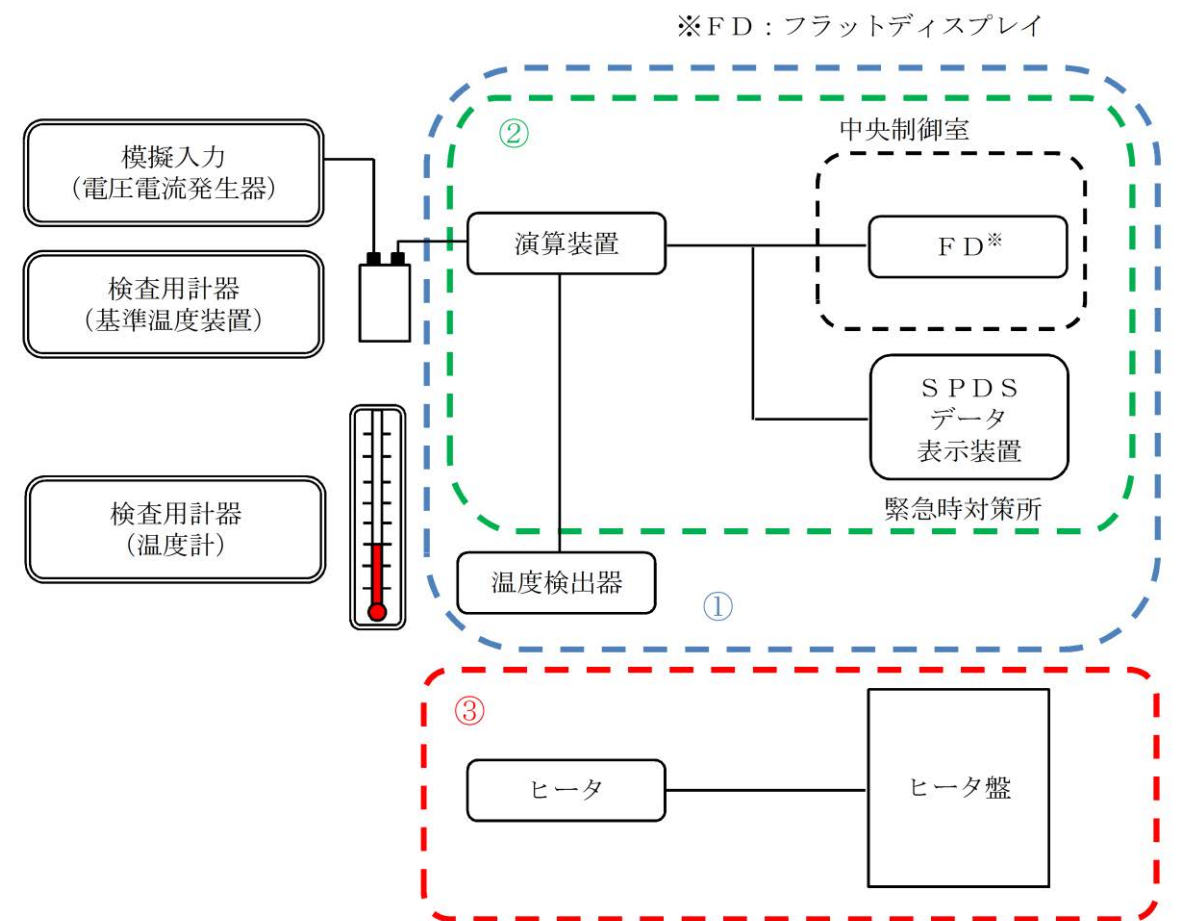 ※ＦＤ：フラットディスプレイ
②
中央制御室
模擬入力
（電圧電流発生器）
演算装置
ＦＤ※
検査用計器
（基準温度装置）
ＳＰＤＳ
データ
表示装置
緊急時対策所
検査用計器
（温度計）
温度検出器
①
③
ヒータ
ヒータ盤